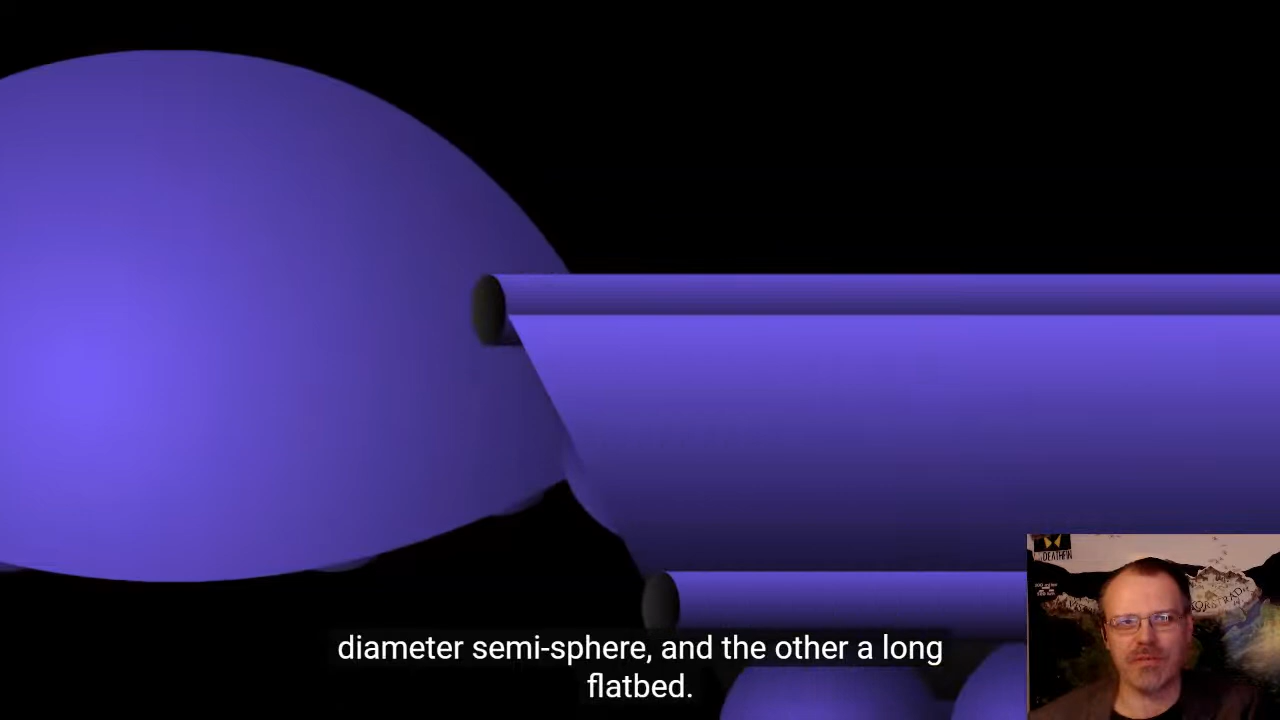 diameter semi-sphere, and the other a long
flatbed.